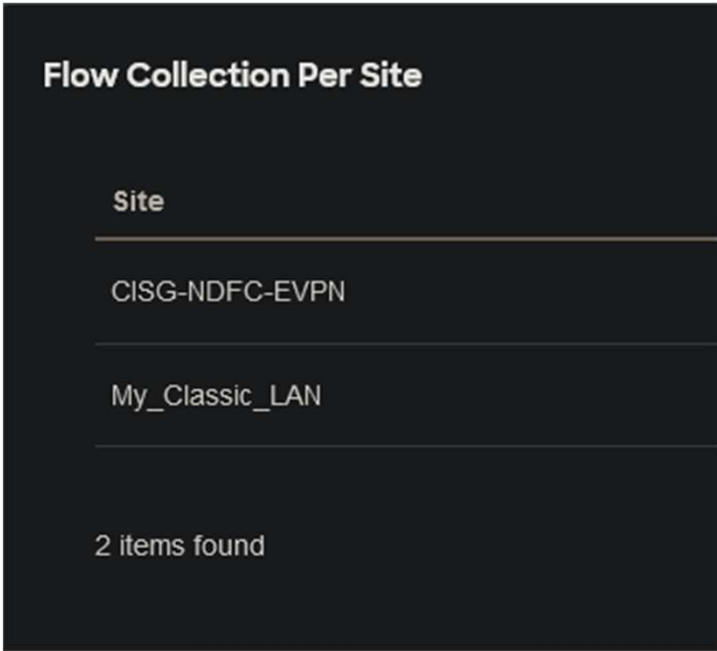 Flow Collection Per Site
Site
CISG-NDFC-EVPN
My_Classic_LAN
2 items found